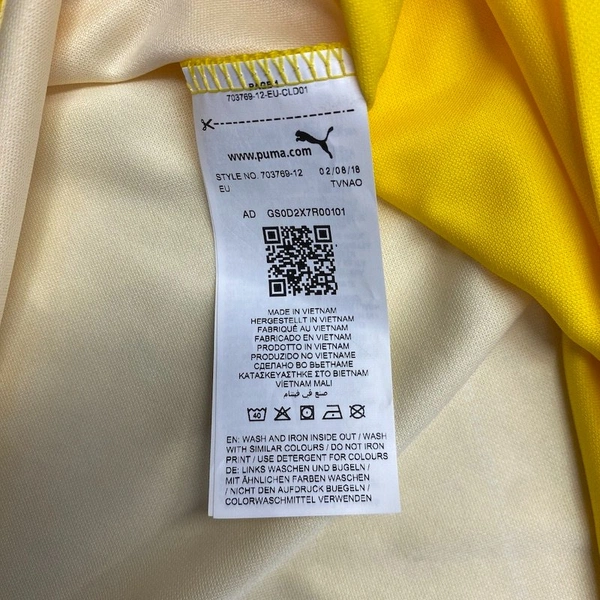 PAGE 1
703769-12-EU-CLD01
www.puma.com
STYLE NO. 703769-12 02/08/18
EU TVNAO
AD GS0D2X7R00101
MADE IN VIETNAM
HERGESTELLT IN VIETNAM
FABRIQUÉ AU VIETNAM
FABRICADO EN VIETNAM
PRODOTTO IN VIETNAM
PRODUZIDO NO VIETNAME
СДЕЛАНО ВО ВЬЕТНАМЕ
ΚΑΤΑΣΚΕΥΑΣΤΗΚΕ ΣΤΟ ΒΙΕΤΝΑΜ
VIETNAM MALI
صنع في فيتنام
40
EN: WASH AND IRON INSIDE OUT / WASH
WITH SIMILAR COLOURS / DO NOT IRON
PRINT / USE DETERGENT FOR COLOURS
DE: LINKS WASCHEN UND BUGELN /
MIT ÄHNLICHEN FARBEN WASCHEN
/ NICHT DEN AUFDRUCK BUEGELN /
COLORWASCHMITTEL VERWENDEN